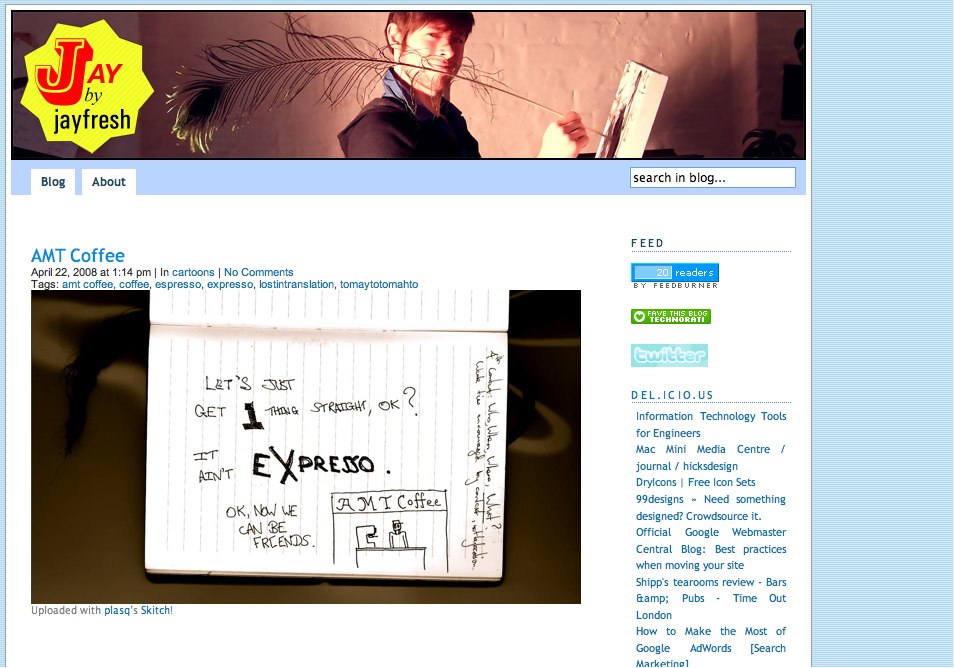 JAY
by
jayfresh
Blog
About
search in blog...
AMT Coffee
April 22, 2008 at 1:14 pm | In cartoons | No Comments
Tags: amt coffee, coffee, espresso, expresso, lostintranslation, tomaytotomahto
LET'S JUST
GET 1 THING STRAIGHT, OK?
IT
AIN'T EXPRESSO.
OK, NOW WE
CAN BE
FRIENDS.
AMT Coffee
Uploaded with plasq's Skitch!
FEED
20 readers
BY FEEDBURNER
FAVE THIS BLOG
TECHNORATI
twitter
DEL.ICIO.US
Information Technology Tools
for Engineers
Mac Mini Media Centre /
journal / hicksdesign
DryIcons | Free Icon Sets
99designs » Need something
designed? Crowdsource it.
Official Google Webmaster
Central Blog: Best practices
when moving your site
Shipp's tearooms review - Bars
&amp; Pubs - Time Out
London
How to Make the Most of
Google AdWords [Search
Marketing]